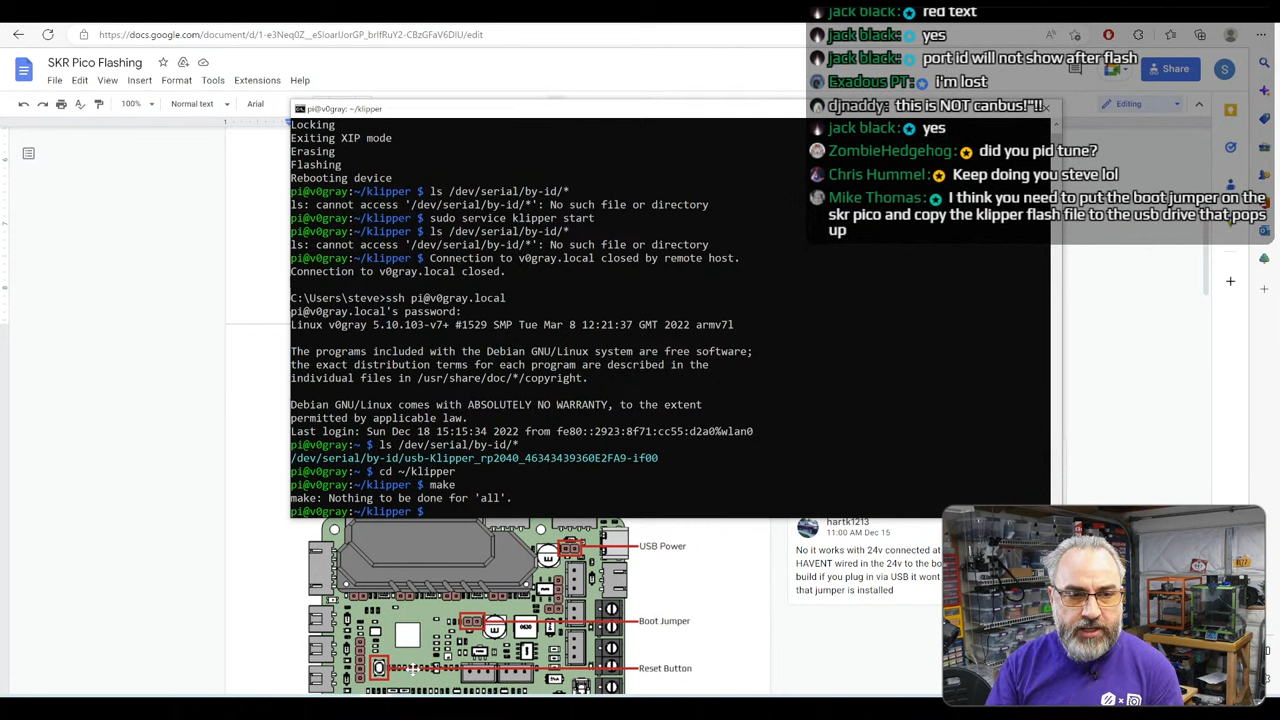 https://docs.google.com/document/d/1-e3Neq0Z__eSIoarIJorGP_brIfRuY2-CBzGFaV6DIU/edit
SKR Pico Flashing
File Edit View Insert Format Tools Extensions Help
Share
S
100%
Normal text
Arial
Editing
pi@v0gray: ~/klipper
Locking
Exiting XIP mode
Erasing
Flashing
Rebooting device
pi@v0gray:~/klipper $ ls /dev/serial/by-id/*
ls: cannot access '/dev/serial/by-id/*': No such file or directory
pi@v0gray:~/klipper $ sudo service klipper start
pi@v0gray:~/klipper $ ls /dev/serial/by-id/*
ls: cannot access '/dev/serial/by-id/*': No such file or directory
pi@v0gray:~/klipper $ Connection to v0gray.local closed by remote host.
Connection to v0gray.local closed.
C:\Users\steve>ssh pi@v0gray.local
pi@v0gray.local's password:
Linux v0gray 5.10.103-v7+ #1529 SMP Tue Mar 8 12:21:37 GMT 2022 armv7l
The programs included with the Debian GNU/Linux system are free software;
the exact distribution terms for each program are described in the
individual files in /usr/share/doc/*/copyright.
Debian GNU/Linux comes with ABSOLUTELY NO WARRANTY, to the extent
permitted by applicable law.
Last login: Sun Dec 18 15:15:34 2022 from fe80::2923:8f71:cc55:d2a0%wlan0
pi@v0gray:~ $ ls /dev/serial/by-id/*
/dev/serial/by-id/usb-Klipper_rp2040_46343439360E2FA9-if00
pi@v0gray:~ $ cd ~/klipper
pi@v0gray:~/klipper $ make
make: Nothing to be done for 'all'.
pi@v0gray:~/klipper $
jack black: red text
jack black: yes
jack black: port id will not show after flash
Exadous PT: I'm lost
djnaddy: this is NOT canbus!"!!
jack black: yes
ZombieHedgehog: did you pid tune?
Chris Hummel: Keep doing you steve lol
Mike Thomas: I think you need to put the boot jumper on the
skr pico and copy the klipper flash file to the usb drive that pops
up
USB Power
Boot Jumper
Reset Button
hartk1213
11:00 AM Dec 15
No it works with 24v connected at
HAVENT wired in the 24v to the bo
build if you plug in via USB it wont
that jumper is installed